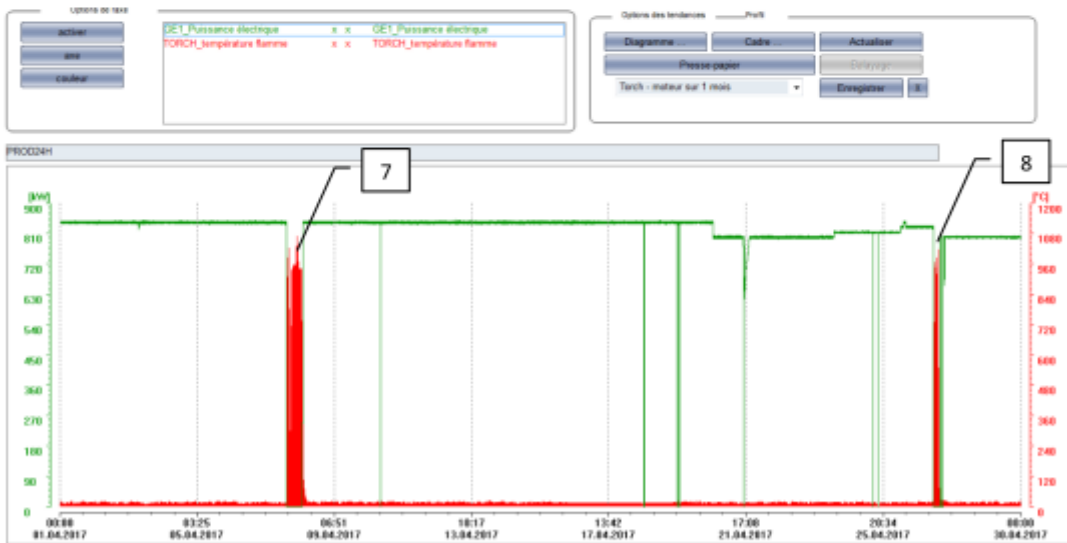 Options de l'axe
activer
axe
couleur
GE1_Puissance électrique x x GE1_Puissance électrique
TORCH_température flamme x x TORCH_température flamme
Options des tendances
Profil
Diagramme ...
Cadre ...
Actualiser
Presse-papier
Torch - moteur sur 1 mois
Enregistrer
X
PROD24H
7
8
[kW]
900
810
720
630
540
450
360
270
180
90
0
[°C]
1200
1080
960
840
720
600
480
360
240
120
0
00:00 03:25 06:51 10:17 13:42 17:08 20:34 00:00
01.04.2017 05.04.2017 09.04.2017 13.04.2017 17.04.2017 21.04.2017 25.04.2017 30.04.2017